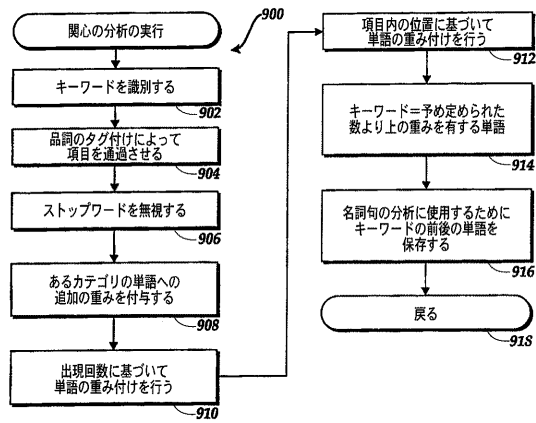 関心の分析の実行
900
キーワードを識別する
902
品詞のタグ付けによって
項目を通過させる
904
ストップワードを無視する
906
あるカテゴリの単語への
追加の重みを付与する
908
出現回数に基づいて
単語の重み付けを行う
910
項目内の位置に基づいて
単語の重み付けを行う
912
キーワード=予め定められた
数より上の重みを有する単語
914
名詞句の分析に使用するために
キーワードの前後の単語を
保存する
916
戻る
918